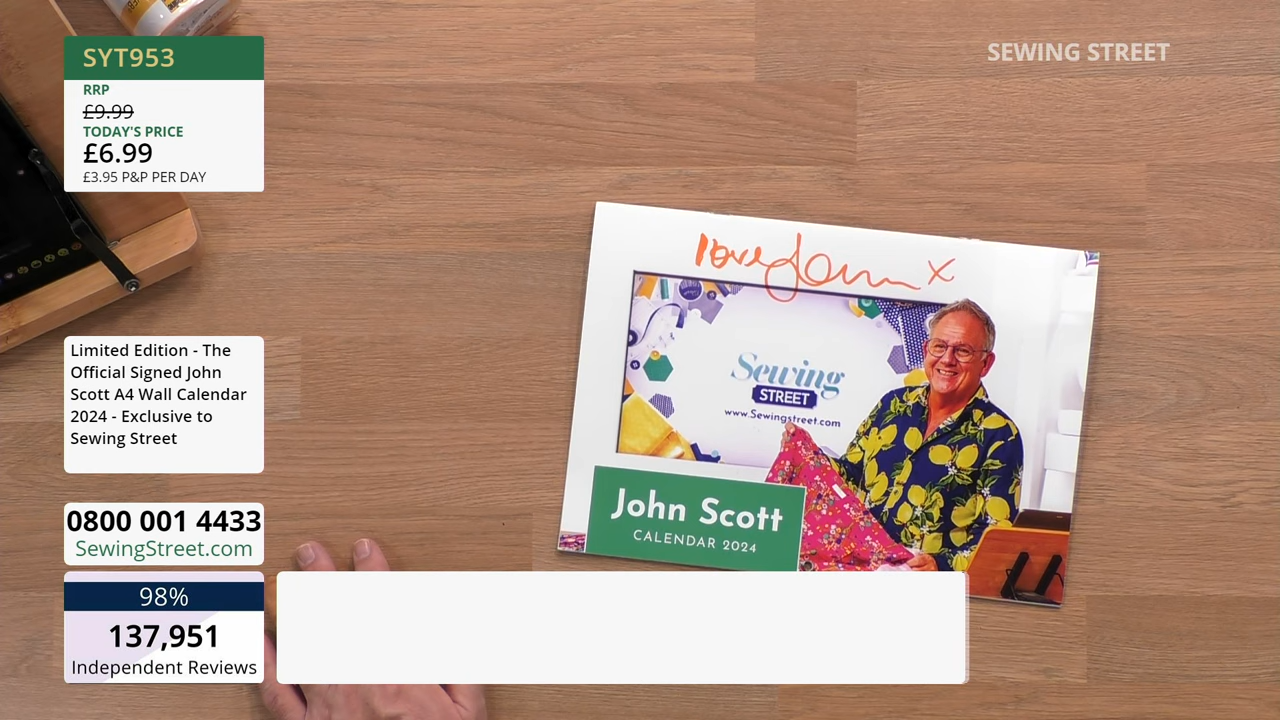 SYT953
RRP
£9.99
TODAY'S PRICE
£6.99
£3.95 P&P PER DAY
SEWING STREET
love John x
Sewing
STREET
www.Sewingstreet.com
John Scott
CALENDAR 2024
Limited Edition - The
Official Signed John
Scott A4 Wall Calendar
2024 - Exclusive to
Sewing Street
0800 001 4433
SewingStreet.com
98%
137,951
Independent Reviews